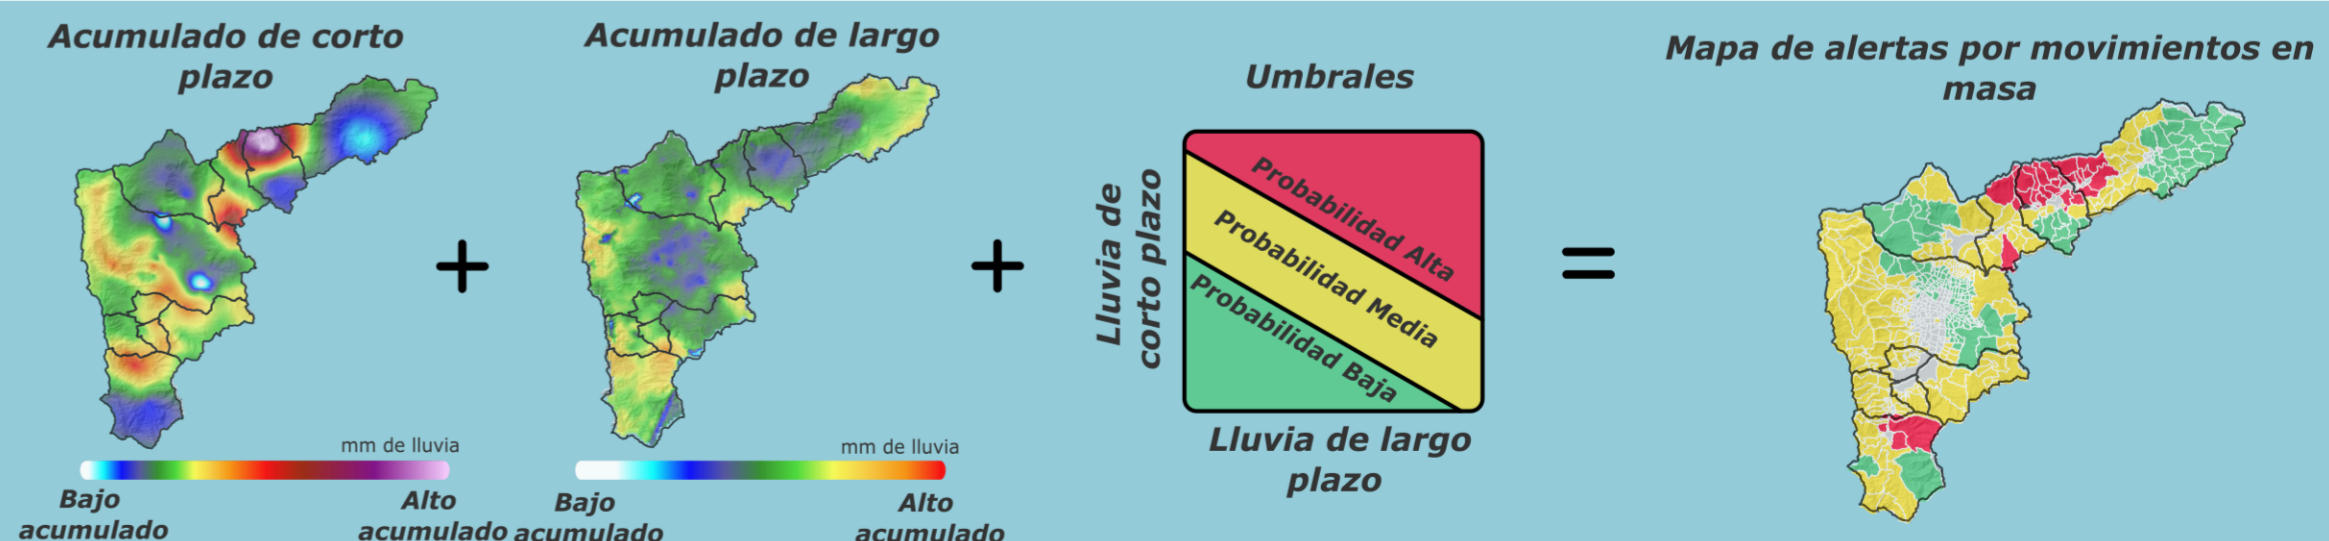 Acumulado de corto
plazo
mm de lluvia
Bajo
acumulado
Alto
acumulado
Acumulado de largo
plazo
mm de lluvia
Bajo
acumulado
Alto
acumulado
Umbrales
Lluvia de
corto plazo
Probabilidad Alta
Probabilidad Media
Probabilidad Baja
Lluvia de largo
plazo
Mapa de alertas por movimientos en
masa